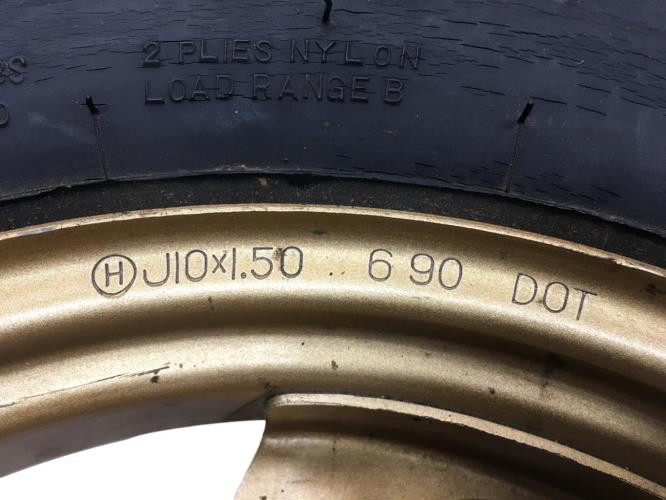 2 PLIES NYLON
LOAD RANGE B
Ⓗ J10x1.50 6 90 DOT